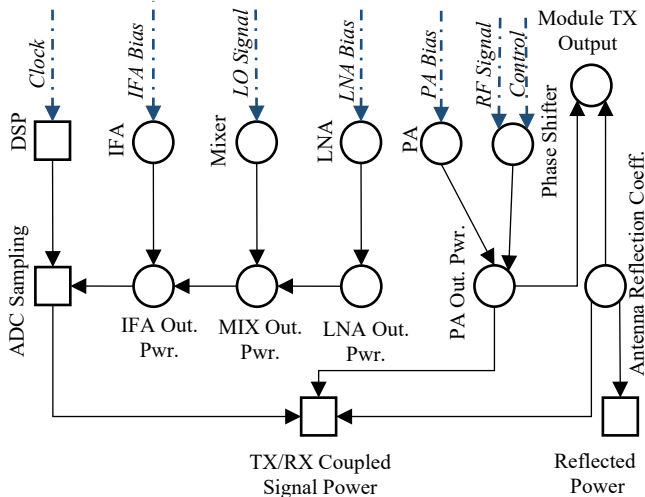 Module TX
Output
Clock
IFA Bias
LO Signal
LNA Bias
PA Bias
RF Signal
Control
DSP
IFA
Mixer
LNA
PA
Phase Shifter
ADC Sampling
IFA Out.
Pwr.
MIX Out.
Pwr.
LNA Out.
Pwr.
PA Out. Pwr.
Antenna Reflection Coeff.
TX/RX Coupled
Signal Power
Reflected
Power